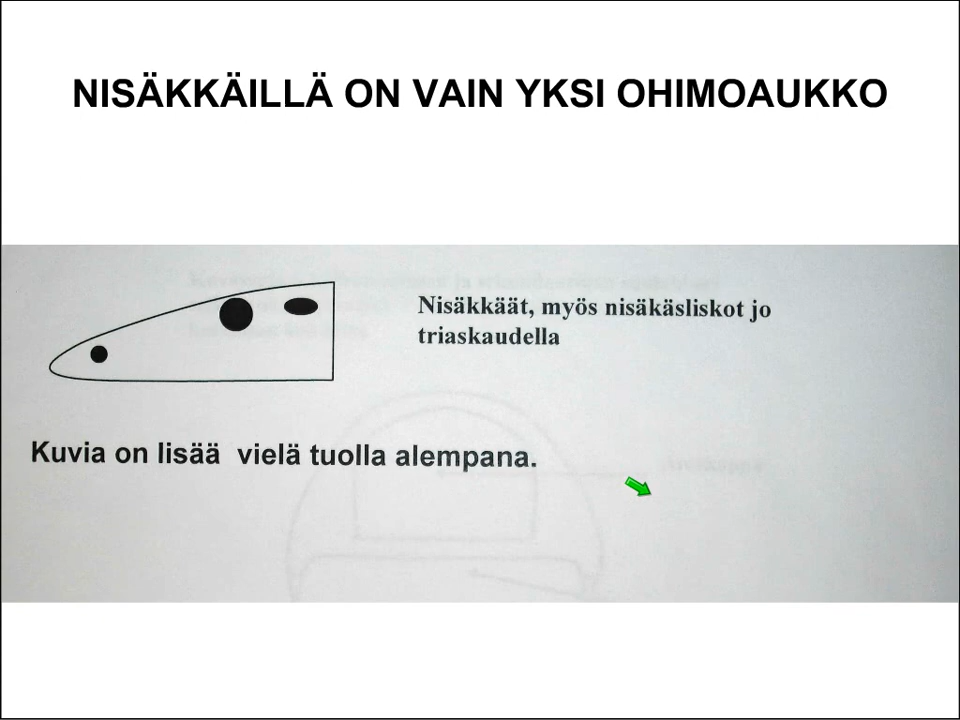 NISÄKKÄILLÄ ON VAIN YKSI OHIMOAUKKO
Nisäkkäät, myös nisäkäsliskot jo
triaskaudella
Kuvia on lisää vielä tuolla alempana.